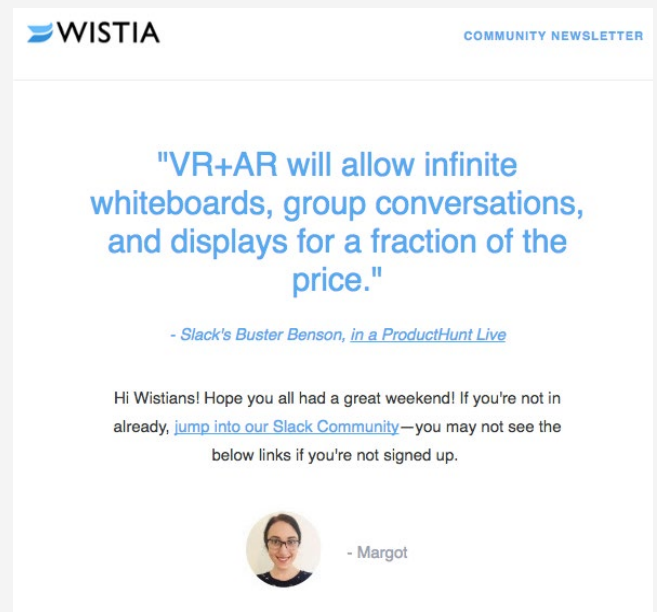 WISTIA
COMMUNITY NEWSLETTER
"VR+AR will allow infinite
whiteboards, group conversations,
and displays for a fraction of the
price."
- Slack's Buster Benson, in a ProductHunt Live
Hi Wistians! Hope you all had a great weekend! If you're not in
already, jump into our Slack Community—you may not see the
below links if you're not signed up.
- Margot